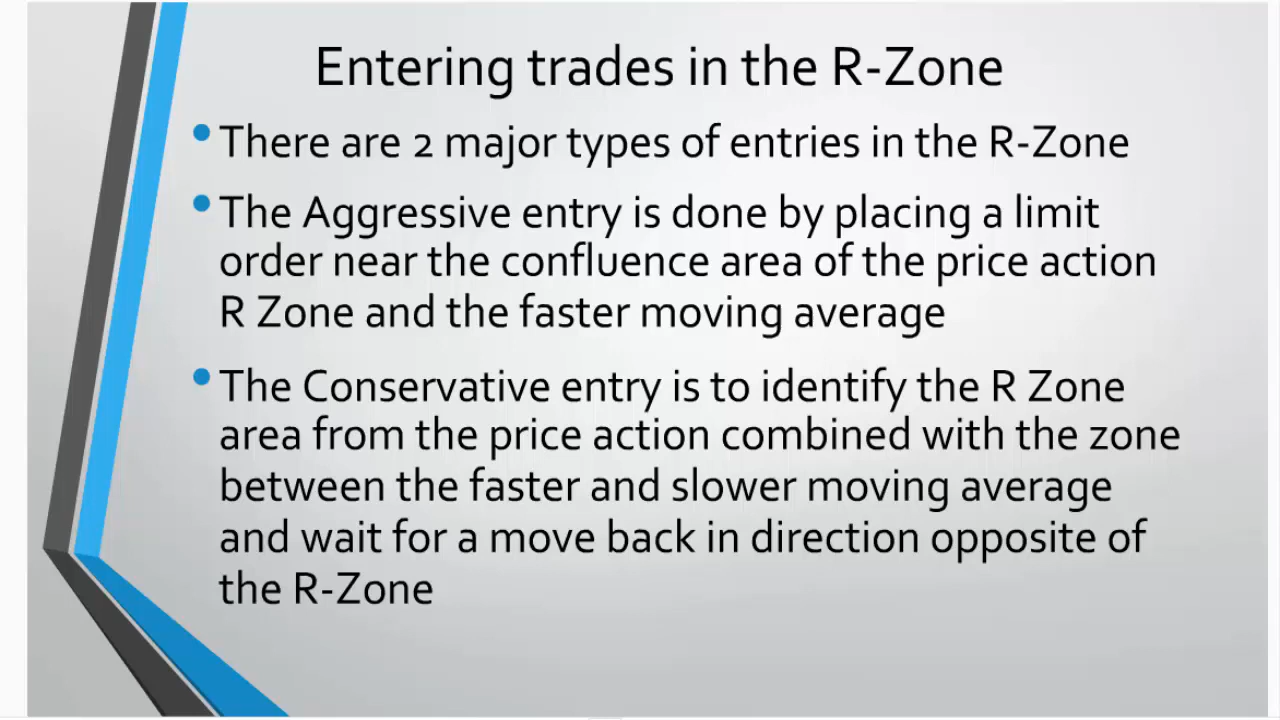 Entering trades in the R-Zone
• There are 2 major types of entries in the R-Zone
• The Aggressive entry is done by placing a limit
order near the confluence area of the price action
R Zone and the faster moving average
• The Conservative entry is to identify the R Zone
area from the price action combined with the zone
between the faster and slower moving average
and wait for a move back in direction opposite of
the R-Zone